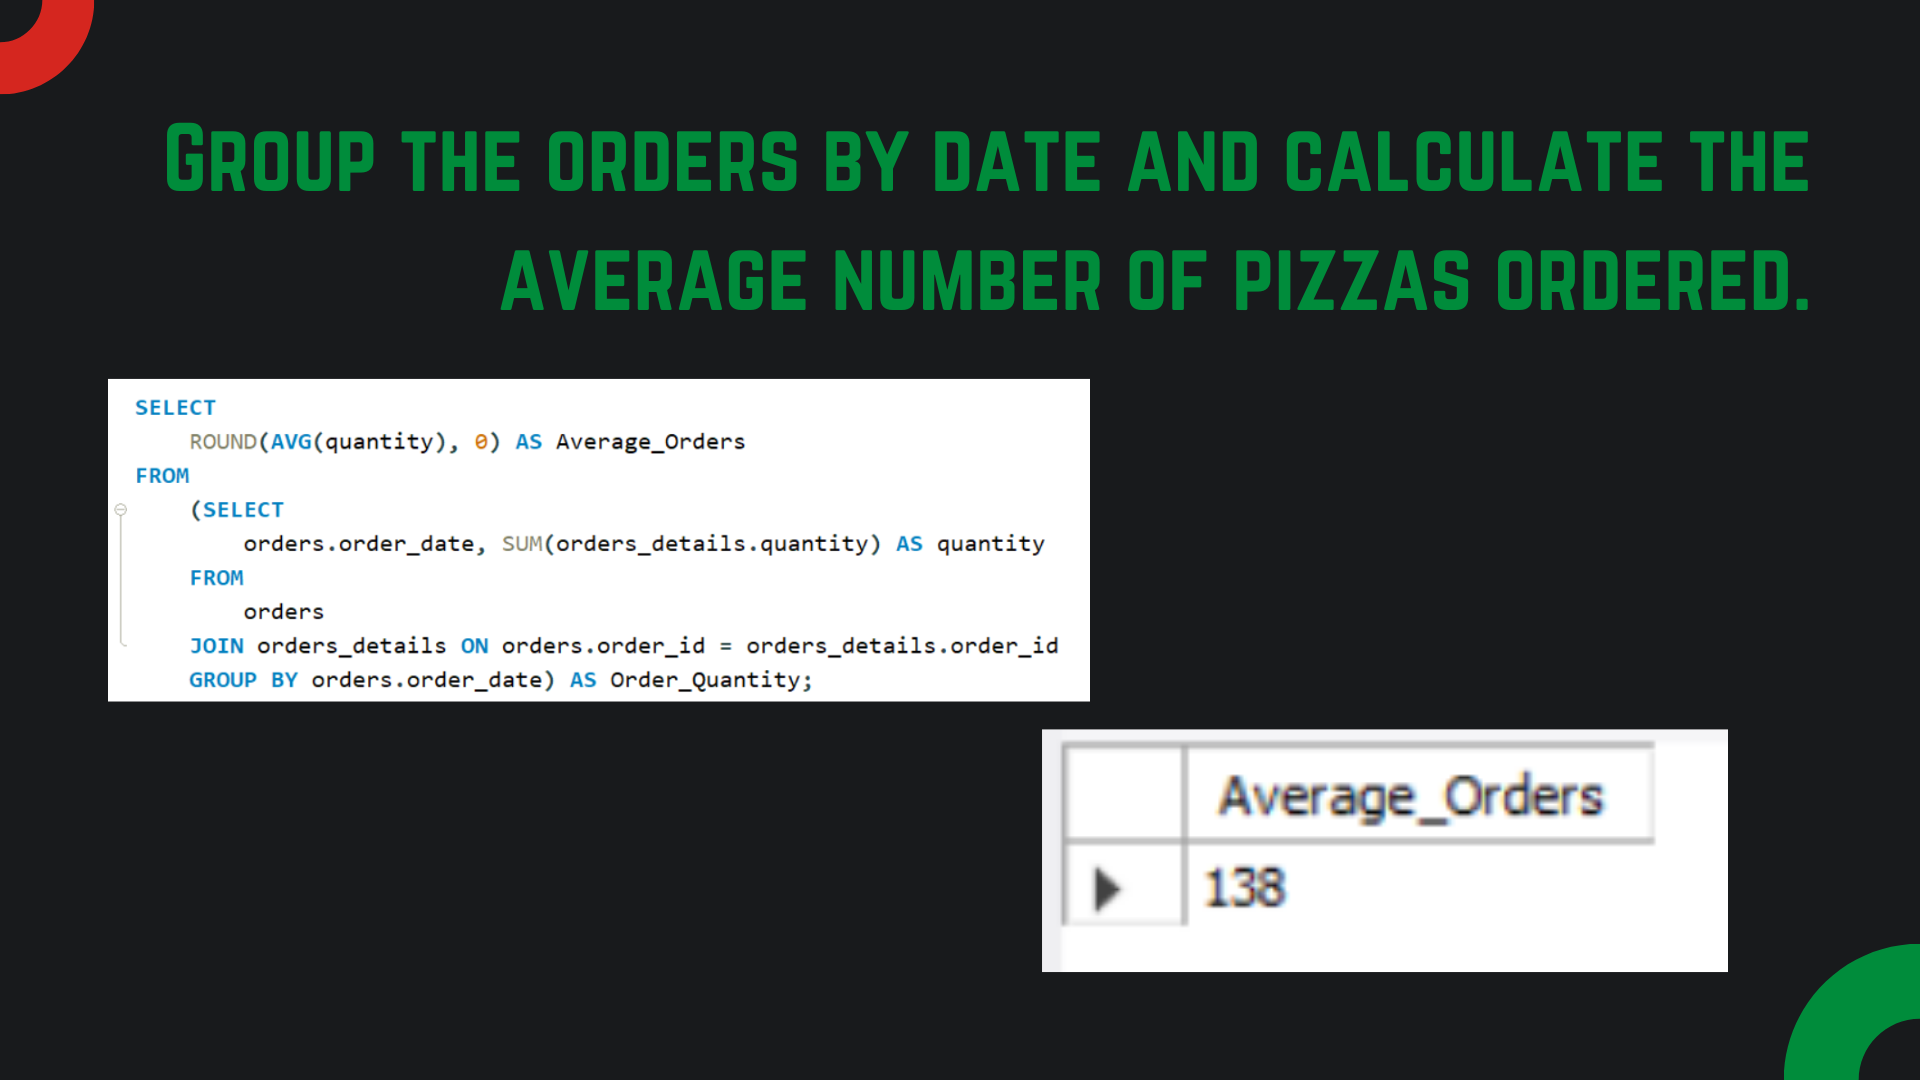 Group the orders by date and calculate the
average number of pizzas ordered.
SELECT
ROUND(AVG(quantity), 0) AS Average_Orders
FROM
(SELECT
orders.order_date, SUM(orders_details.quantity) AS quantity
FROM
orders
JOIN orders_details ON orders.order_id = orders_details.order_id
GROUP BY orders.order_date) AS Order_Quantity;
Average_Orders
138